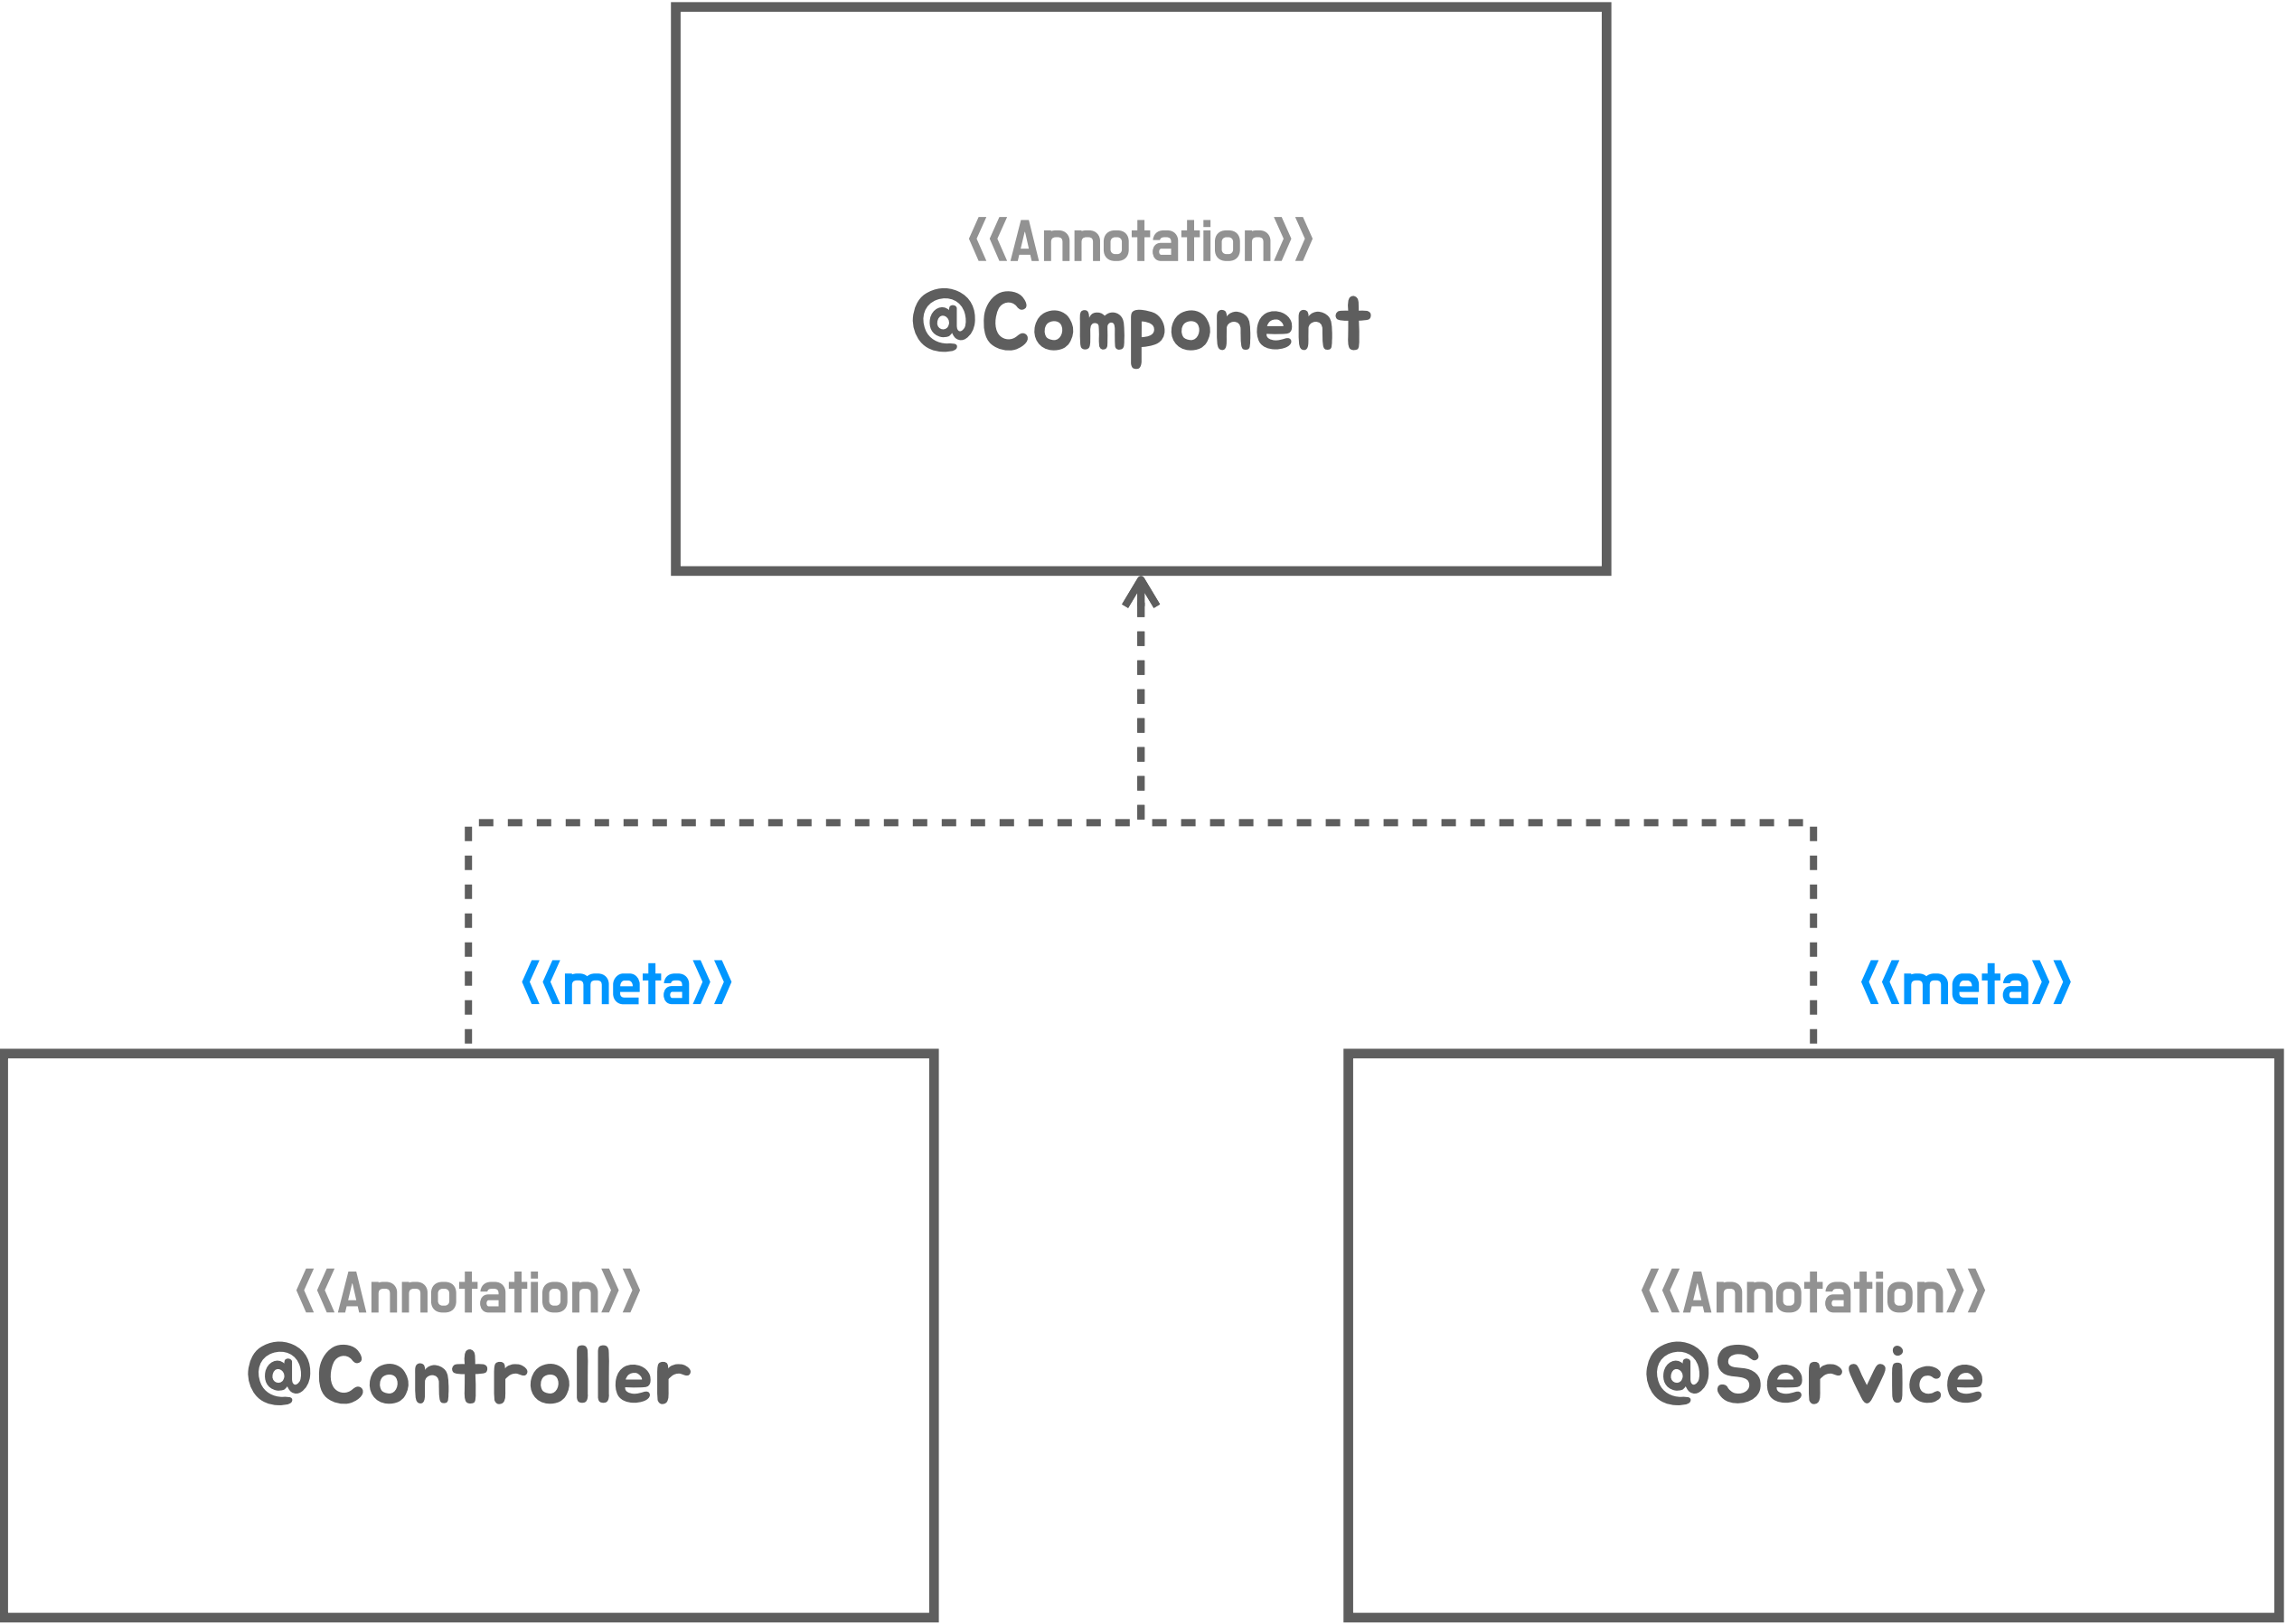 《Annotation》
@Component
《meta》
《meta》
《Annotation》
@Controller
《Annotation》
@Service